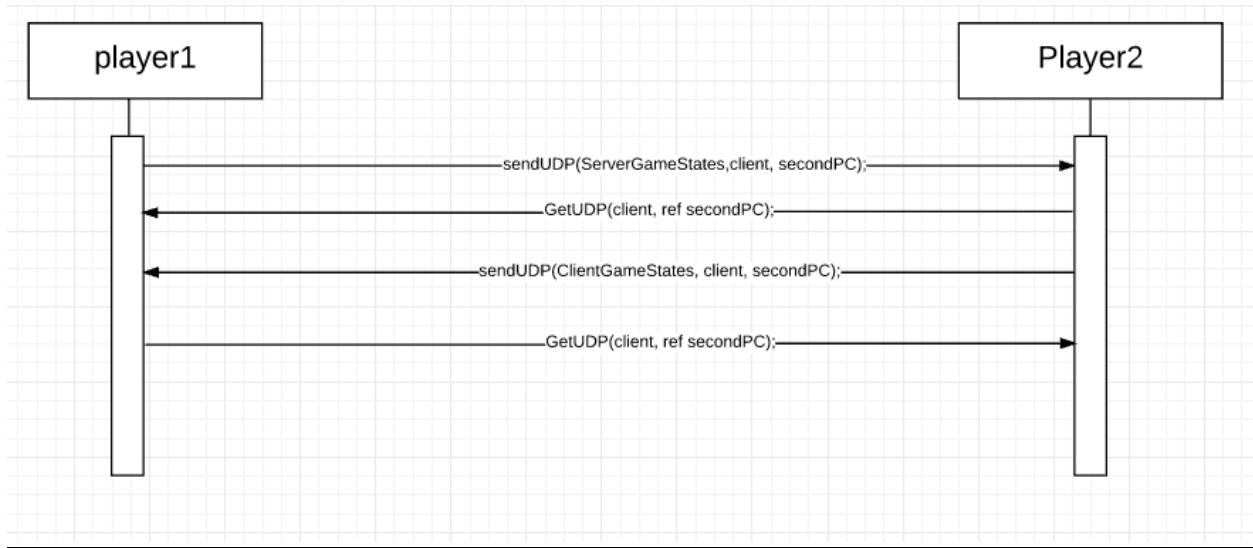 player1
Player2
sendUDP(ServerGameStates,client, secondPC);
GetUDP(client, ref secondPC);
sendUDP(ClientGameStates, client, secondPC);
GetUDP(client, ref secondPC);